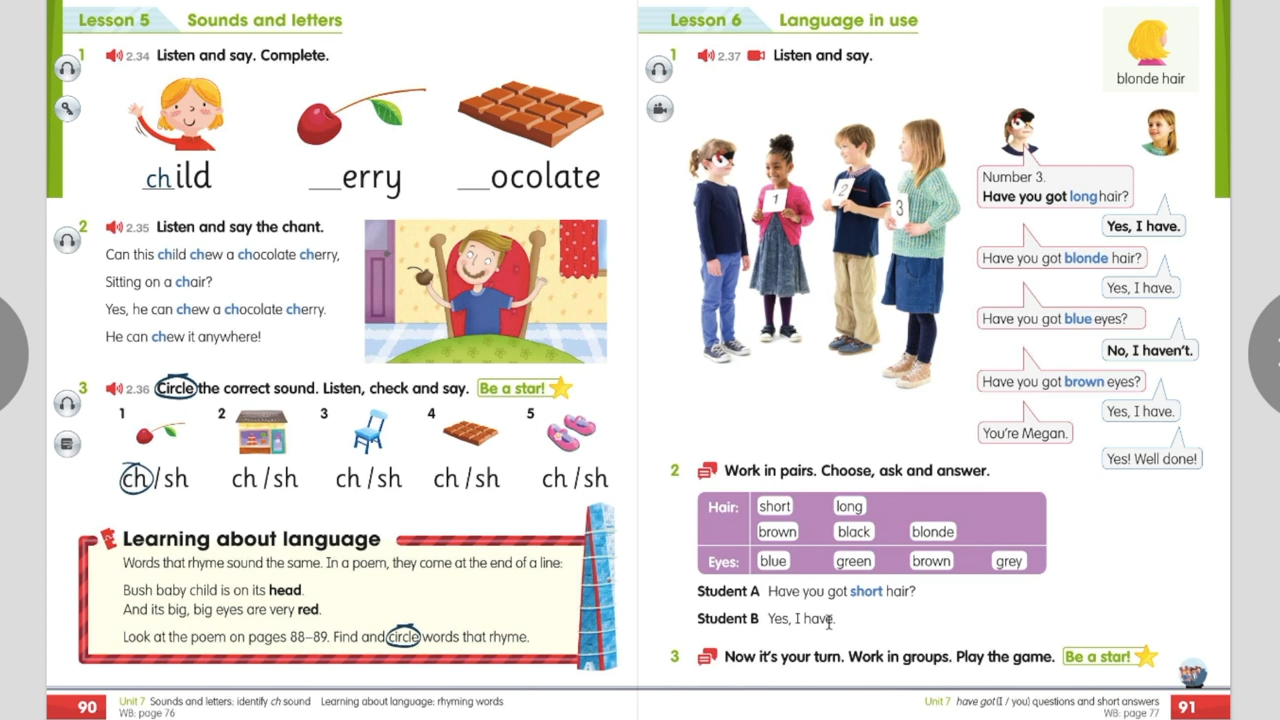 Lesson 5 Sounds and letters
1 2.34 Listen and say. Complete.
child __erry __ocolate
2 2.35 Listen and say the chant.
Can this child chew a chocolate cherry,
Sitting on a chair?
Yes, he can chew a chocolate cherry.
He can chew it anywhere!
3 2.36 Circle the correct sound. Listen, check and say. Be a star!
1 2 3 4 5
ch / sh ch / sh ch / sh ch / sh ch / sh
Learning about language
Words that rhyme sound the same. In a poem, they come at the end of a line:
Bush baby child is on its head.
And its big, big eyes are very red.
Look at the poem on pages 88–89. Find and circle words that rhyme.
90 Unit 7 Sounds and letters: identify ch sound Learning about language: rhyming words
WB: page 76
Lesson 6 Language in use
1 2.37 Listen and say.
blonde hair
1 2 3
Number 3.
Have you got long hair?
Yes, I have.
Have you got blonde hair?
Yes, I have.
Have you got blue eyes?
No, I haven't.
Have you got brown eyes?
Yes, I have.
You're Megan.
Yes! Well done!
2 Work in pairs. Choose, ask and answer.
Hair: short long
brown black blonde
Eyes: blue green brown grey
Student A Have you got short hair?
Student B Yes, I have.
3 Now it's your turn. Work in groups. Play the game. Be a star!
Unit 7 have got (I / you) questions and short answers 91
WB: page 77